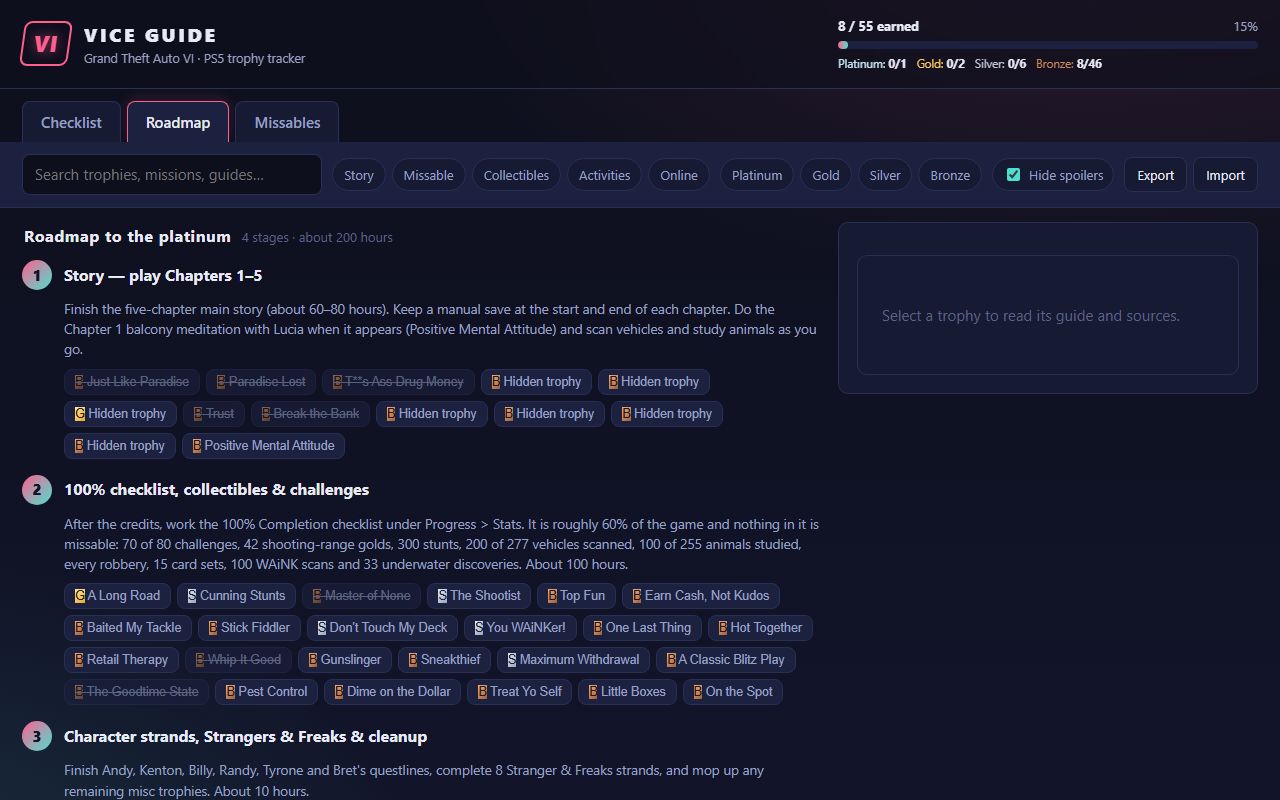 VI
VICE GUIDE
Grand Theft Auto VI · PS5 trophy tracker
8 / 55 earned 15%
Platinum: 0/1 Gold: 0/2 Silver: 0/6 Bronze: 8/46
Checklist Roadmap Missables
Search trophies, missions, guides… Story Missable Collectibles Activities Online Platinum Gold Silver Bronze Hide spoilers Export Import
Roadmap to the platinum 4 stages · about 200 hours
1 Story — play Chapters 1–5
Finish the five-chapter main story (about 60–80 hours). Keep a manual save at the start and end of each chapter. Do the
Chapter 1 balcony meditation with Lucia when it appears (Positive Mental Attitude) and scan vehicles and study animals as you
go.
B Just Like Paradise B Paradise Lost B T**s Ass Drug Money B Hidden trophy B Hidden trophy
G Hidden trophy B Trust B Break the Bank B Hidden trophy B Hidden trophy B Hidden trophy
B Hidden trophy B Positive Mental Attitude
2 100% checklist, collectibles & challenges
After the credits, work the 100% Completion checklist under Progress > Stats. It is roughly 60% of the game and nothing in it is
missable: 70 of 80 challenges, 42 shooting-range golds, 300 stunts, 200 of 277 vehicles scanned, 100 of 255 animals studied,
every robbery, 15 card sets, 100 WAiNK scans and 33 underwater discoveries. About 100 hours.
G A Long Road S Cunning Stunts B Master of None S The Shootist B Top Fun B Earn Cash, Not Kudos
B Baited My Tackle B Stick Fiddler S Don't Touch My Deck S You WAiNKer! B One Last Thing B Hot Together
B Retail Therapy B Whip It Good B Gunslinger B Sneakthief S Maximum Withdrawal B A Classic Blitz Play
B The Goodtime State B Pest Control B Dime on the Dollar B Treat Yo Self B Little Boxes B On the Spot
3 Character strands, Strangers & Freaks & cleanup
Finish Andy, Kenton, Billy, Randy, Tyrone and Bret's questlines, complete 8 Stranger & Freaks strands, and mop up any
remaining misc trophies. About 10 hours.
Select a trophy to read its guide and sources.